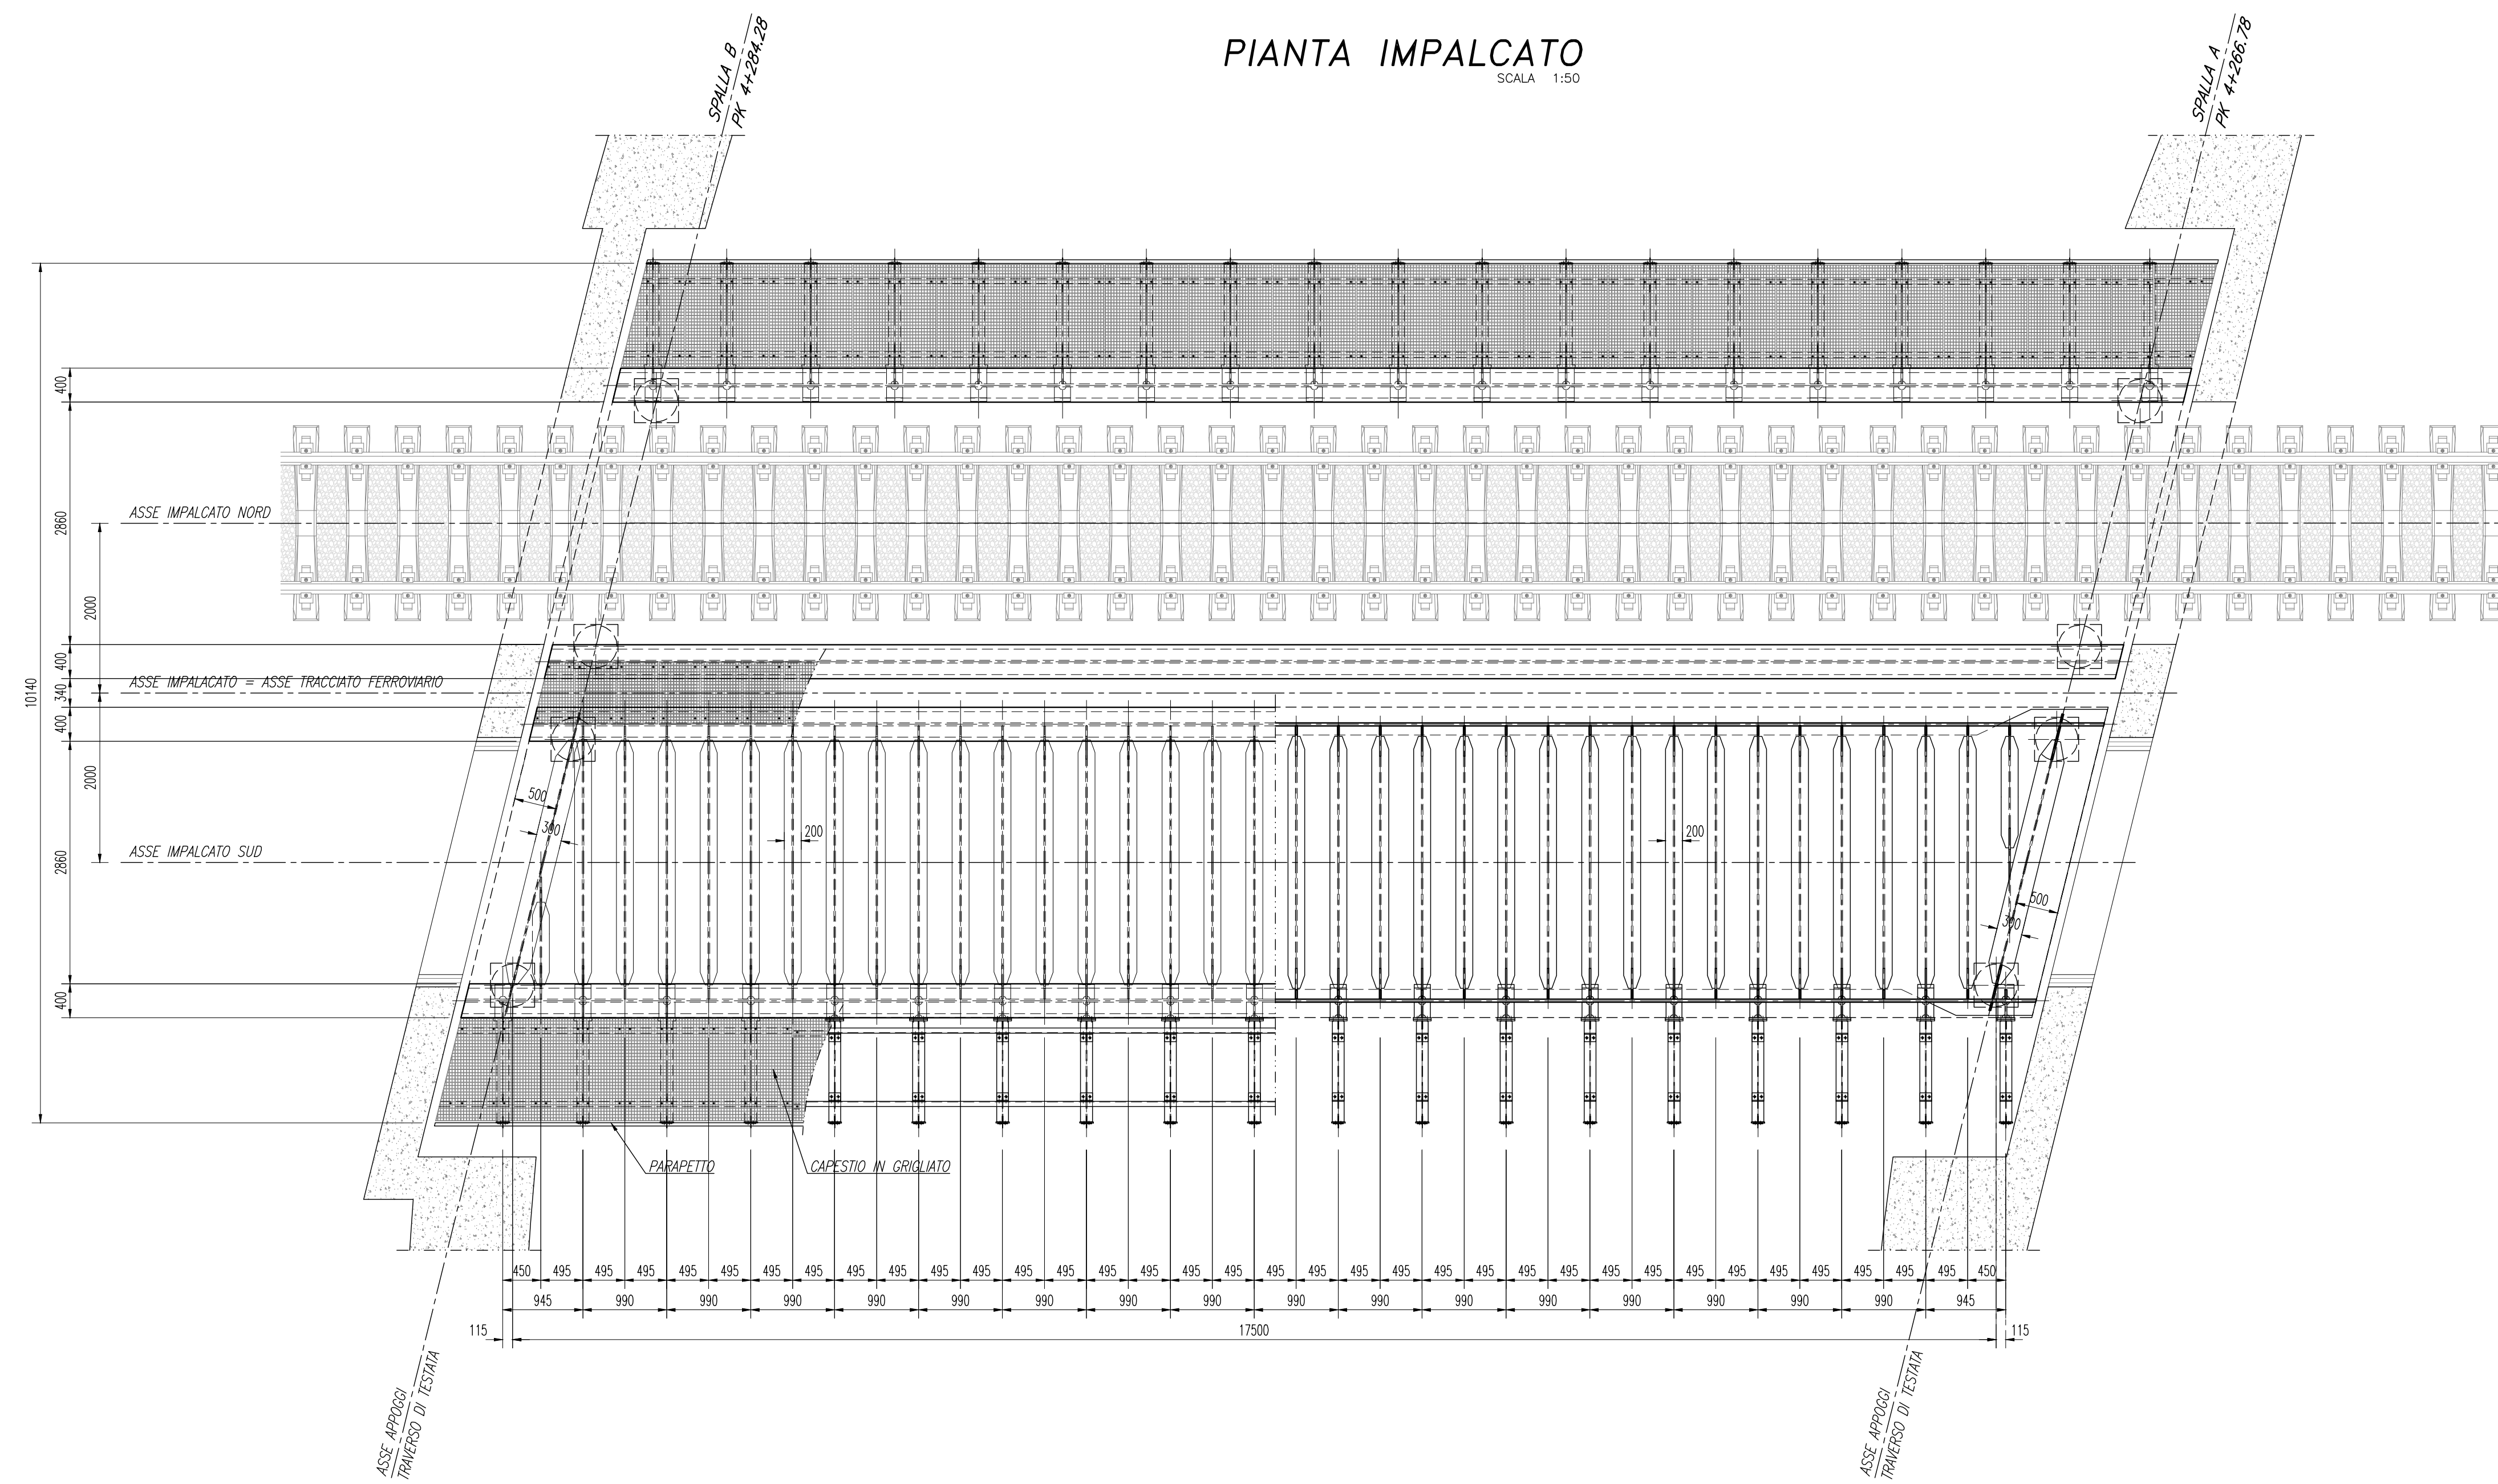 PIANTA IMPALCATO
SCALA 1:50
SPALLA B
PK 4+284.28
SPALLA A
PK 4+266.78
400
2860
ASSE IMPALCATO NORD
2000
400
ASSE IMPALACATO = ASSE TRACCIATO FERROVIARIO
340
10140
400
2000
500
300
200
200
ASSE IMPALCATO SUD
2860
500
300
400
PARAPETTO
CAPESTIO IN GRIGLIATO
450 495 495 495 495 495 495 495 495 495 495 495 495 495 495 495 495 495 495 495 495 495 495 495 495 495 495 495 495 495 495 495 495 495 495 450
945 990 990 990 990 990 990 990 990 990 990 990 990 990 990 990 990 945
115 17500 115
ASSE APPOGGI
TRAVERSO DI TESTATA
ASSE APPOGGI
TRAVERSO DI TESTATA